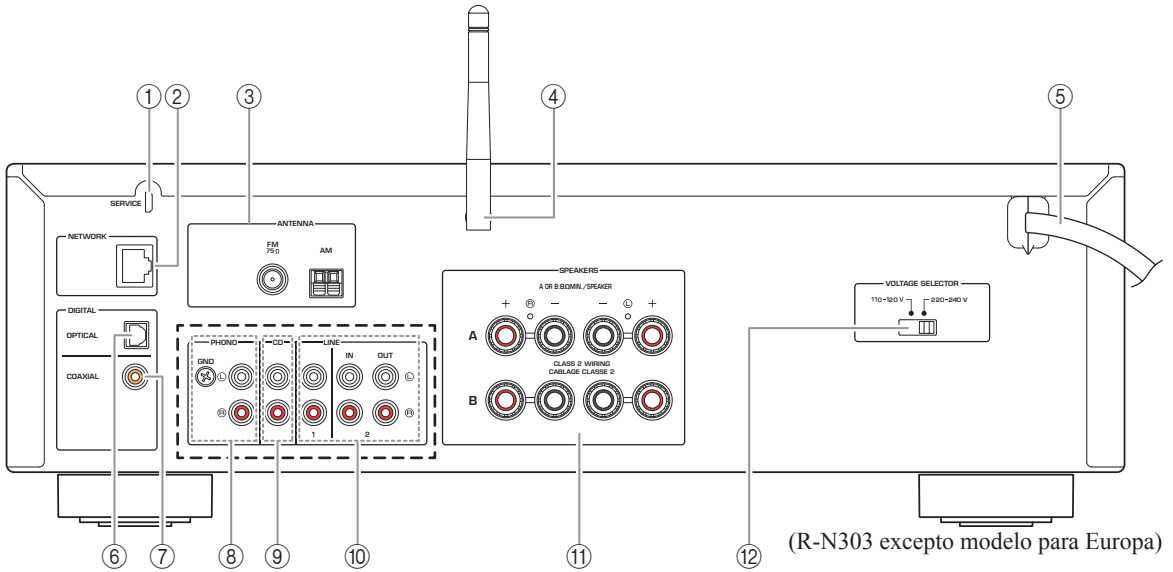 ① ② ③ ④ ⑤
SERVICE
NETWORK
ANTENNA
FM
75 Ω
AM
SPEAKERS
A OR B:8ΩMIN./SPEAKER
+ Ⓡ − − Ⓛ +
A
CLASS 2 WIRING
CABLAGE CLASSE 2
B
VOLTAGE SELECTOR
110-120 V 220-240 V
DIGITAL
OPTICAL
COAXIAL
PHONO CD LINE
GND IN OUT
Ⓛ Ⓛ
Ⓡ Ⓡ
1 2
⑥ ⑦ ⑧ ⑨ ⑩ ⑪ ⑫
(R-N303 excepto modelo para Europa)